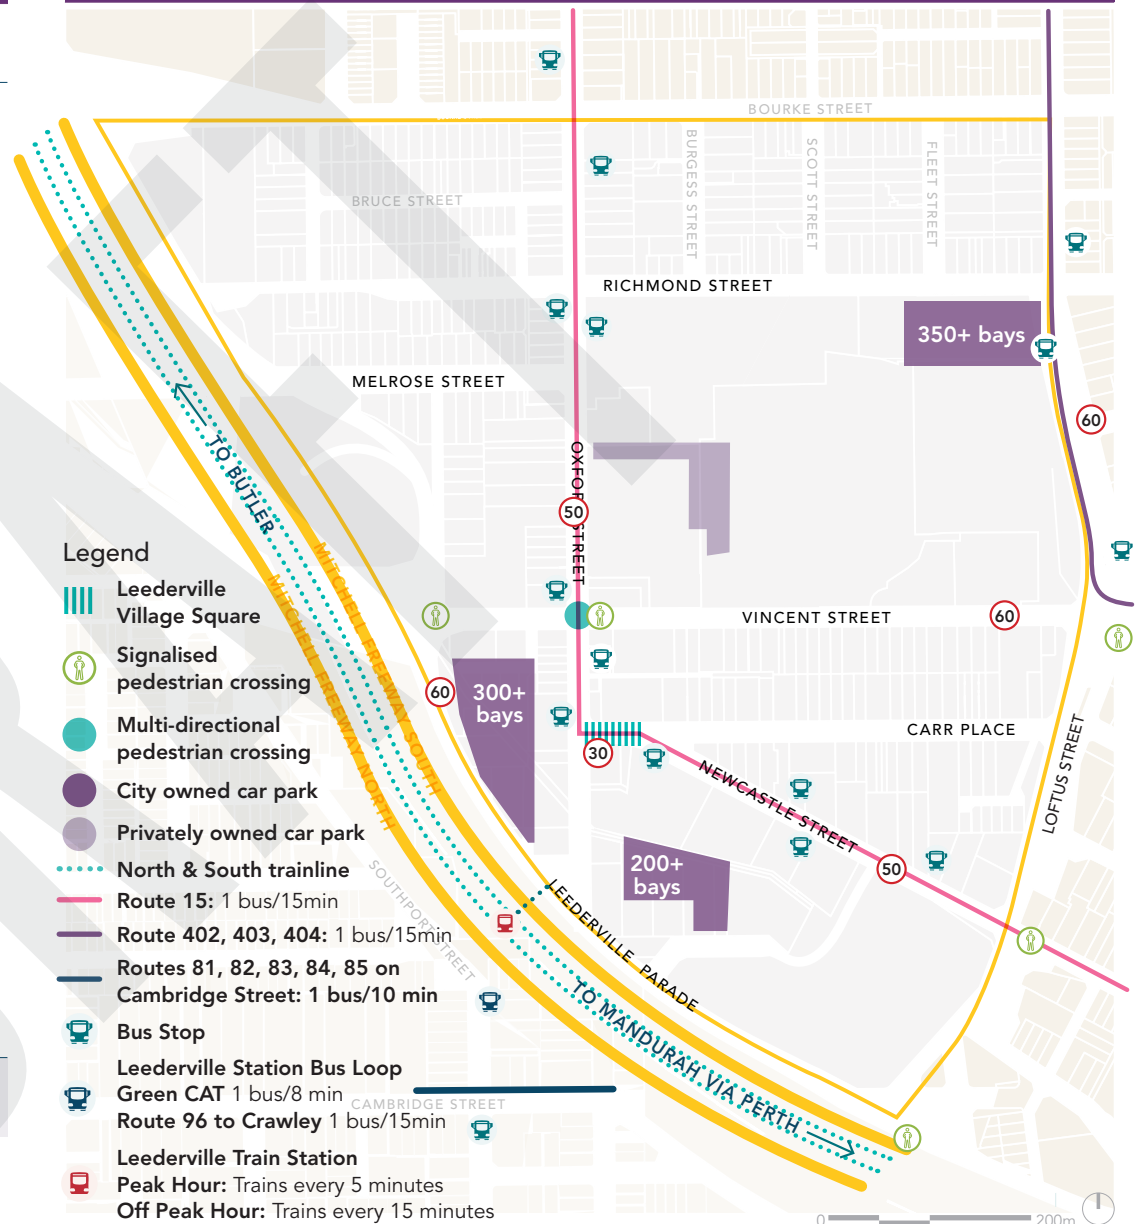 BOURKE STREET
BURGESS STREET
SCOTT STREET
FLEET STREET
BRUCE STREET
RICHMOND STREET
350+ bays
MELROSE STREET
60
OXFORD STREET
TO BUTLER
50
MITCHELL FREEWAY SOUTH
MITCHELL FREEWAY NORTH
VINCENT STREET
60
60
300+
bays
CARR PLACE
30
NEWCASTLE STREET
LOFTUS STREET
200+
bays
50
LEEDERVILLE PARADE
SOUTHPORT STREET
TO MANDURAH VIA PERTH
CAMBRIDGE STREET
Legend
Leederville
Village Square
Signalised
pedestrian crossing
Multi-directional
pedestrian crossing
City owned car park
Privately owned car park
North & South trainline
Route 15: 1 bus/15min
Route 402, 403, 404: 1 bus/15min
Routes 81, 82, 83, 84, 85 on
Cambridge Street: 1 bus/10 min
Bus Stop
Leederville Station Bus Loop
Green CAT 1 bus/8 min
Route 96 to Crawley 1 bus/15min
Leederville Train Station
Peak Hour: Trains every 5 minutes
Off Peak Hour: Trains every 15 minutes
0 200m